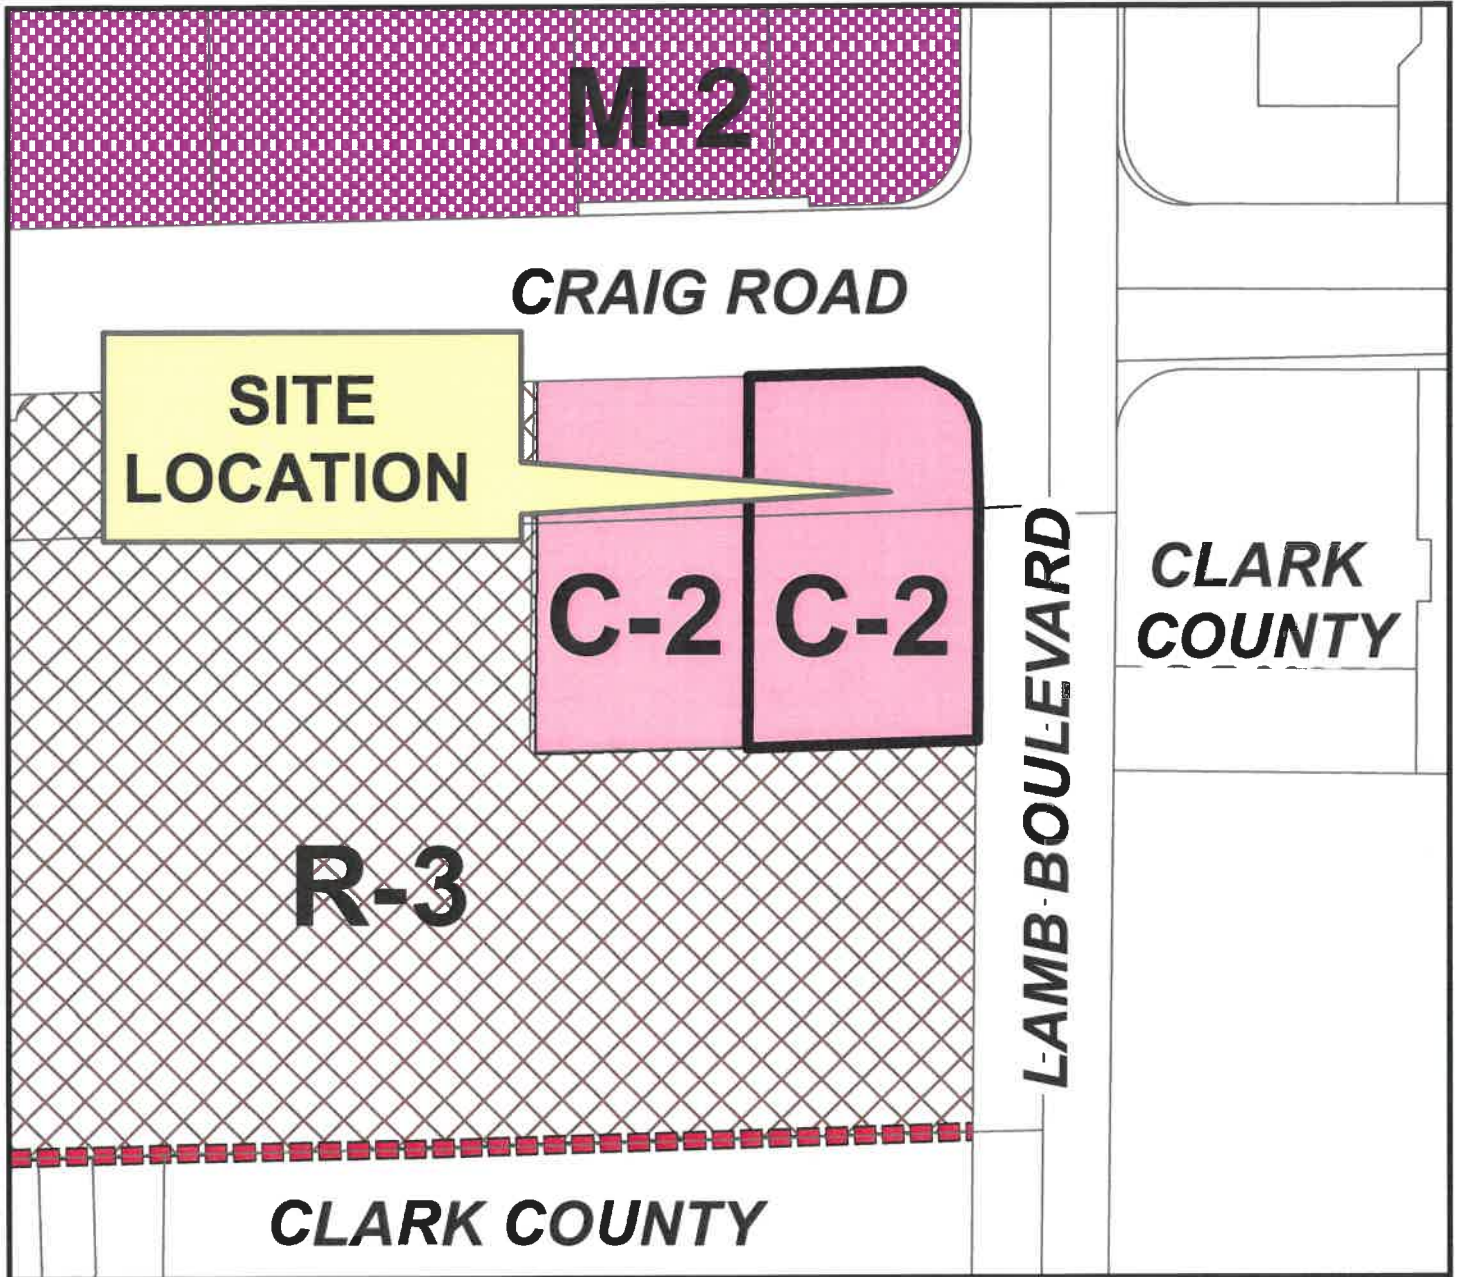 M-2
CRAIG ROAD
SITE
LOCATION
C-2
C-2
LAMB BOULEVARD
CLARK
COUNTY
R-3
CLARK COUNTY